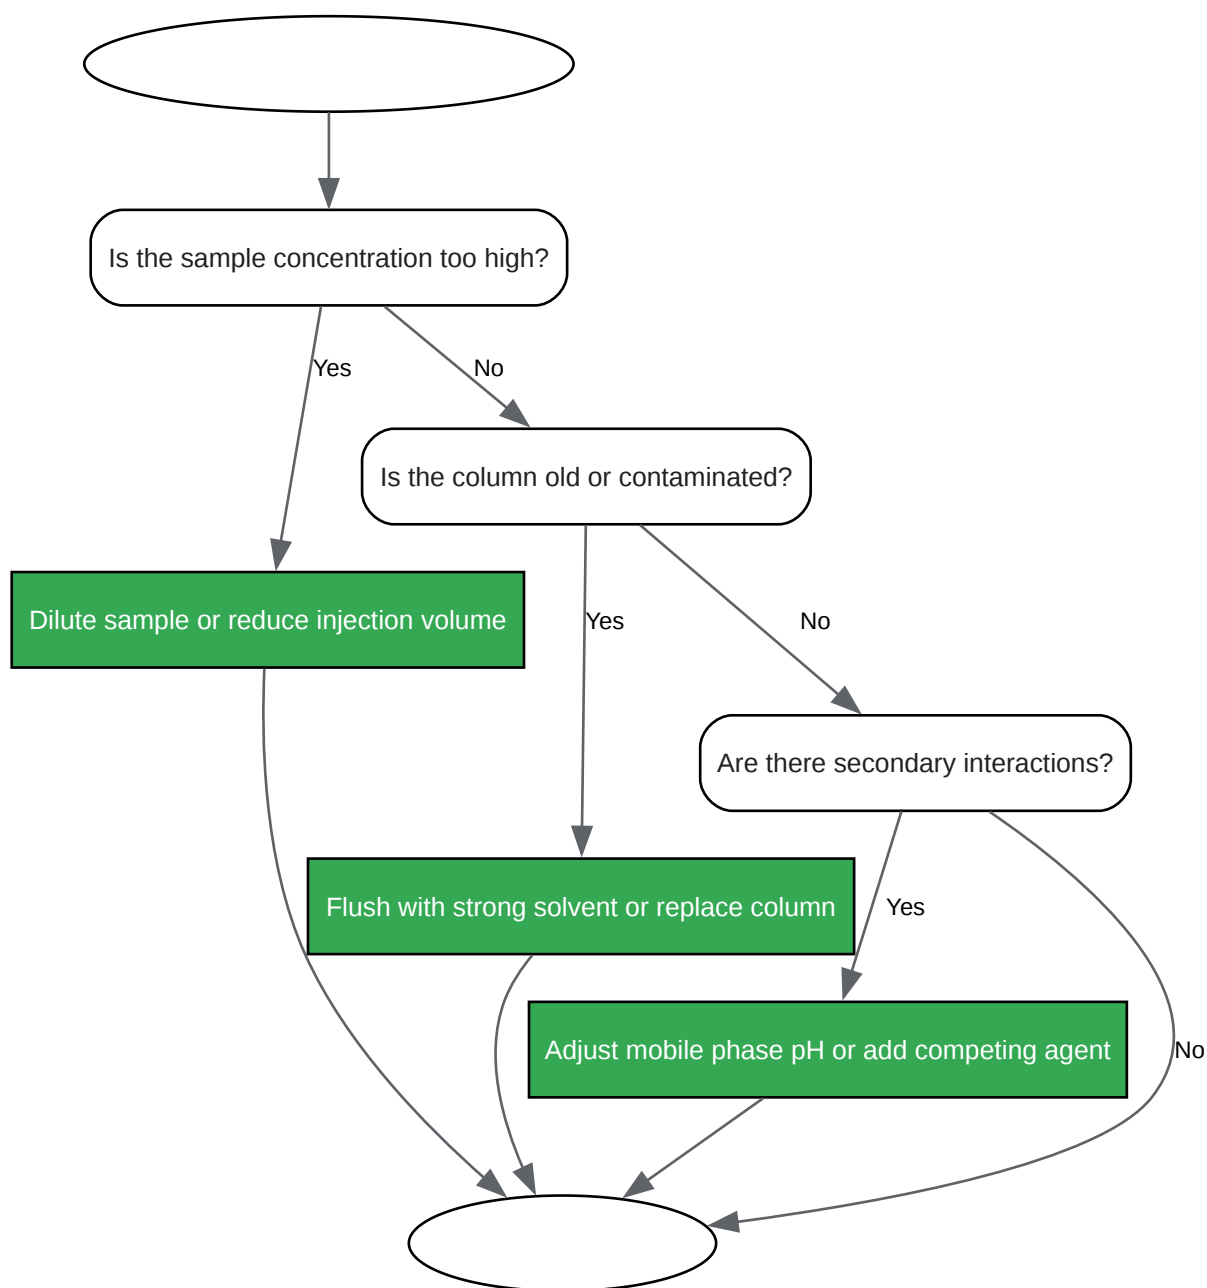 Is the sample concentration too high?
Yes
No
Is the column old or contaminated?
Dilute sample or reduce injection volume
Yes
No
Are there secondary interactions?
Flush with strong solvent or replace column
Yes
Adjust mobile phase pH or add competing agent
No